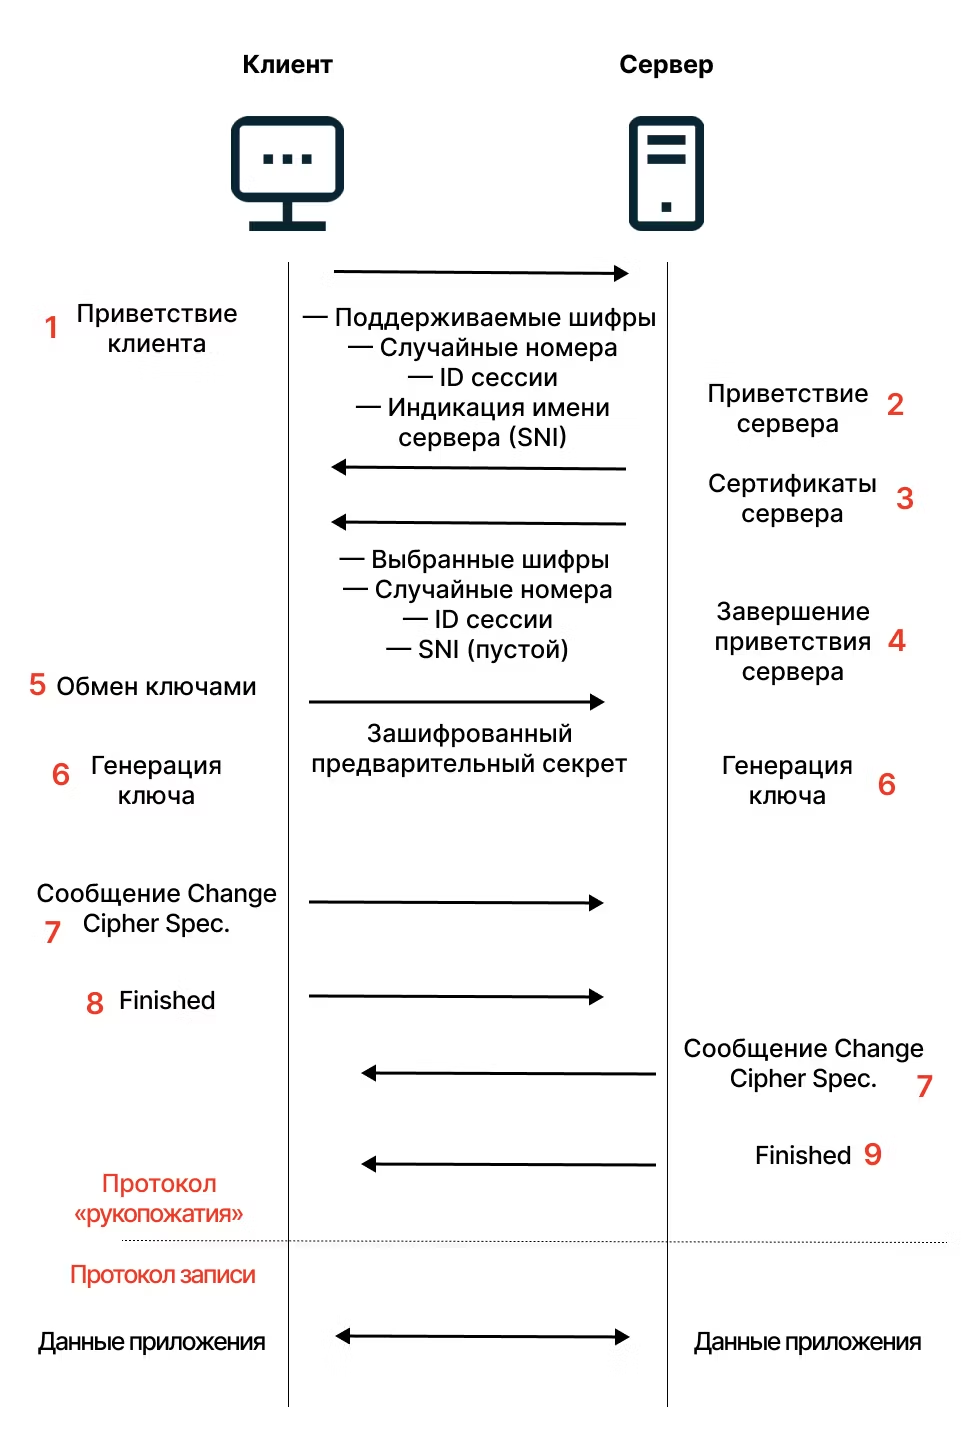 Клиент
Сервер
1
Приветствие
клиента
— Поддерживаемые шифры
— Случайные номера
— ID сессии
— Индикация имени
сервера (SNI)
Приветствие
сервера
2
Сертификаты
сервера
3
— Выбранные шифры
— Случайные номера
— ID сессии
— SNI (пустой)
Завершение
приветствия
сервера
4
5 Обмен ключами
Зашифрованный
предварительный секрет
6
Генерация
ключа
Генерация
ключа
6
Сообщение Change
Cipher Spec.
7
8 Finished
Сообщение Change
Cipher Spec.
7
Finished 9
Протокол
«рукопожатия»
Протокол записи
Данные приложения
Данные приложения